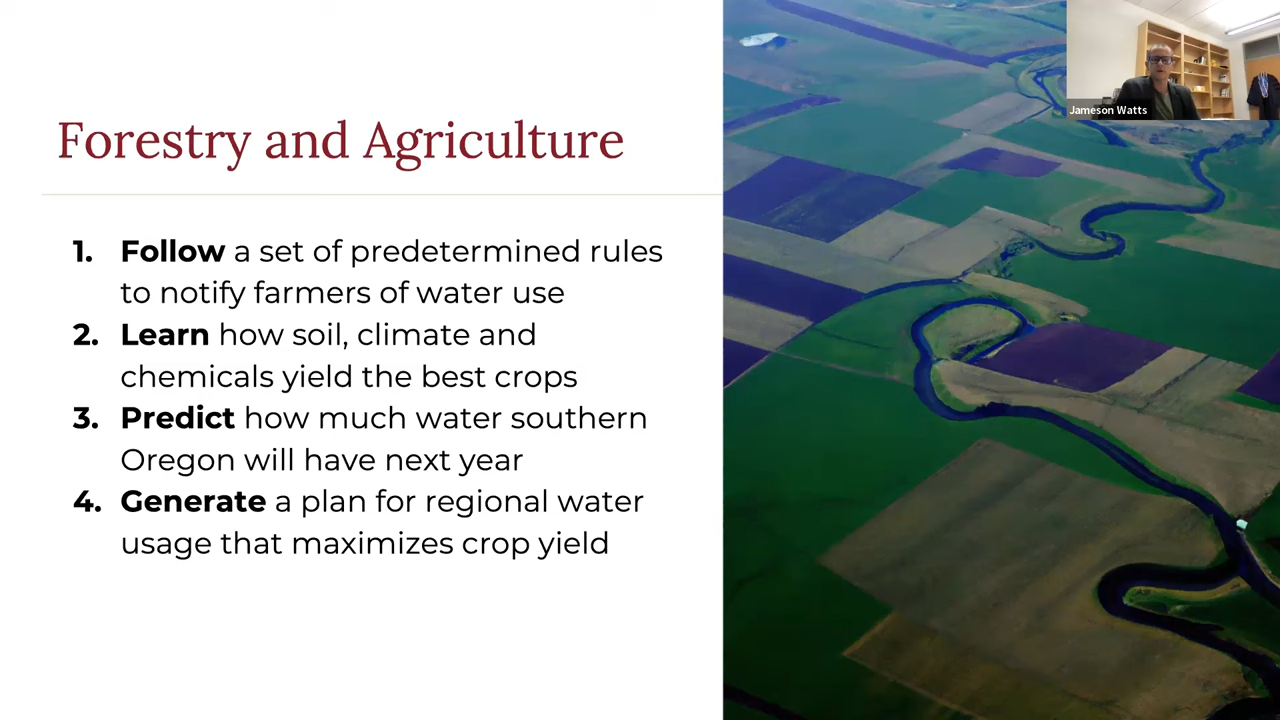 Forestry and Agriculture
1. Follow a set of predetermined rules
to notify farmers of water use
2. Learn how soil, climate and
chemicals yield the best crops
3. Predict how much water southern
Oregon will have next year
4. Generate a plan for regional water
usage that maximizes crop yield
Jameson Watts